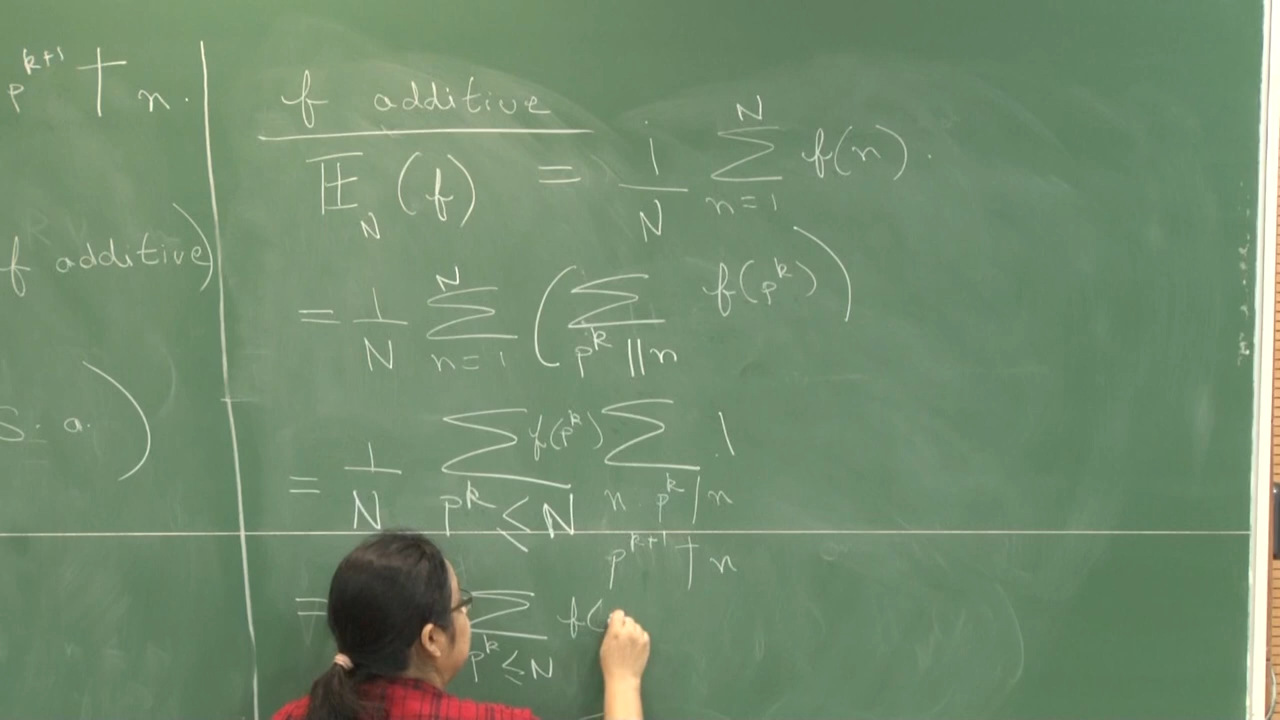 p^{k+1} ∤ n.
f additive)
S. a.)
f additive
𝔼_N (f) = 1/N ∑_{n=1}^{N} f(n).
= 1/N ∑_{n=1}^{N} ( ∑_{p^k || n} f(p^k) )
= 1/N ∑_{p^k ≤ N} f(p^k) ∑_{n: p^k | n, p^{k+1} ∤ n} 1
= ∑_{p^k ≤ N} f(